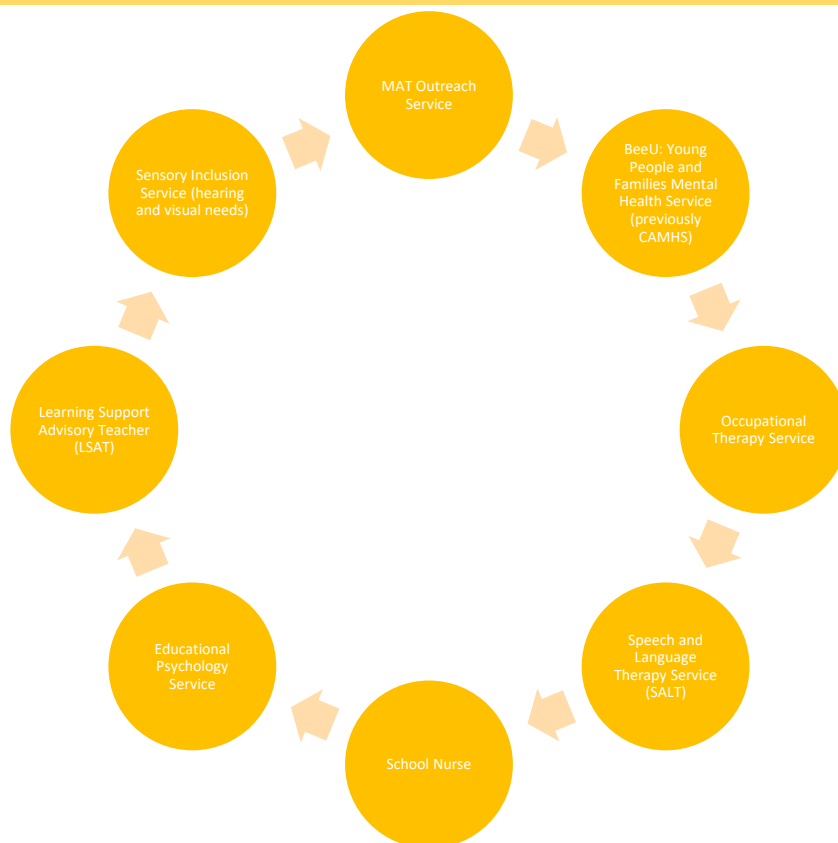 MAT Outreach
Service
BeeU: Young
People and
Families Mental
Health Service
(previously
CAMHS)
Occupational
Therapy Service
Speech and
Language
Therapy Service
(SALT)
School Nurse
Educational
Psychology
Service
Learning Support
Advisory Teacher
(LSAT)
Sensory Inclusion
Service (hearing
and visual needs)